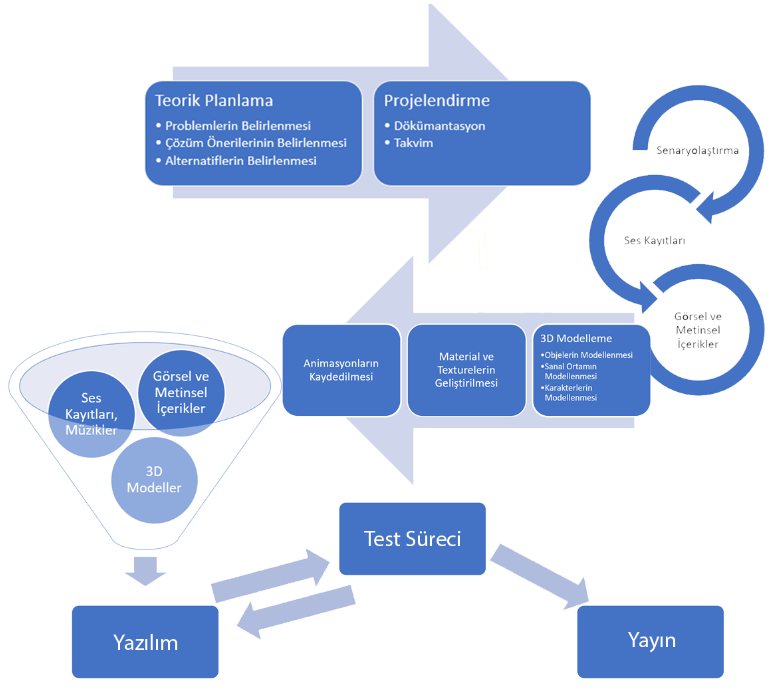 Teorik Planlama
• Problemlerin Belirlenmesi
• Çözüm Önerilerinin Belirlenmesi
• Alternatiflerin Belirlenmesi
Projelendirme
• Dökümantasyon
• Takvim
Senaryolaştırma
Ses Kayıtları
Görsel ve
Metinsel
İçerikler
3D Modelleme
•Objelerin Modellenmesi
•Sanal Ortamın
Modellenmesi
•Karakterlerin
Modellenmesi
Material ve
Texturelerin
Geliştirilmesi
Animasyonların
Kaydedilmesi
Ses
Kayıtları,
Müzikler
Görsel ve
Metinsel
İçerikler
3D
Modeller
Yazılım
Test Süreci
Yayın